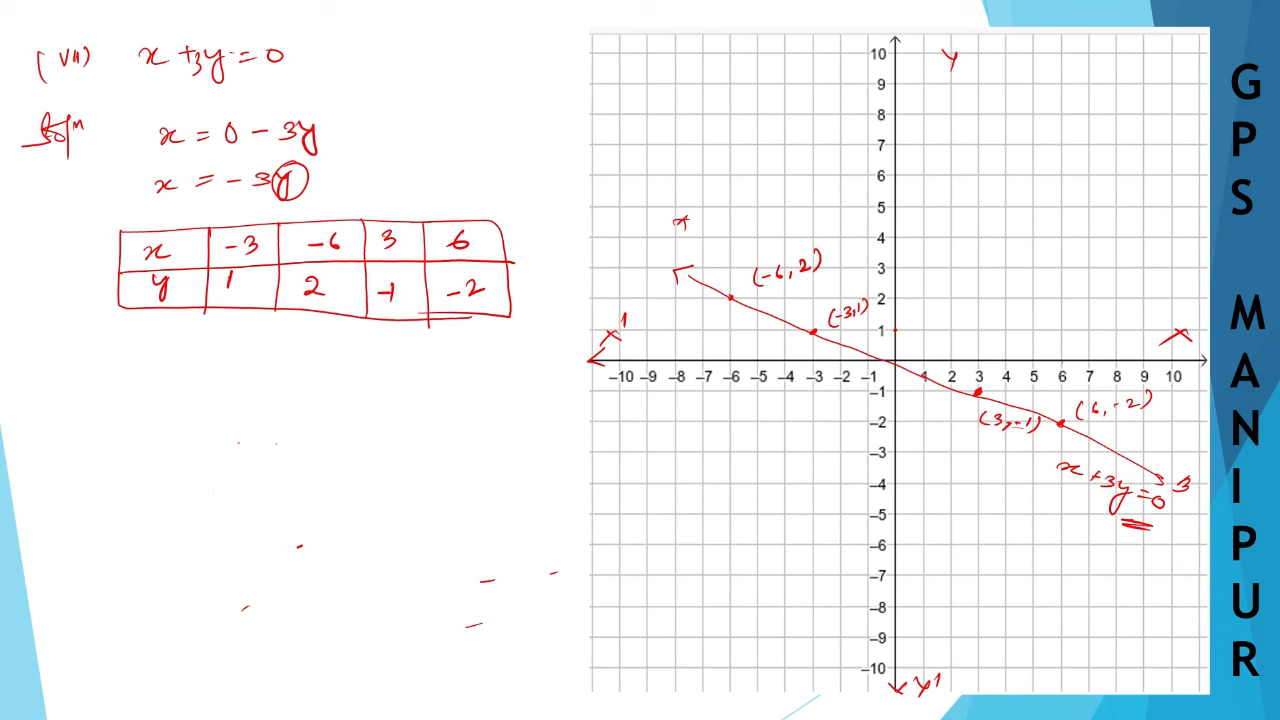 (VII) x + 3y = 0
Solⁿ x = 0 - 3y
x = - 3y
x -3 -6 3 6
y 1 2 -1 -2
Y
10
9
8
7
6
5
4
3
2
1
x
(-6, 2)
(-3, 1)
X¹
X
–10 –9 –8 –7 –6 –5 –4 –3 –2 –1 1 2 3 4 5 6 7 8 9 10
–1
–2
–3
–4
–5
–6
–7
–8
–9
–10
(3, -1)
(6, -2)
x + 3y = 0
Y¹
GPS
MANIPUR